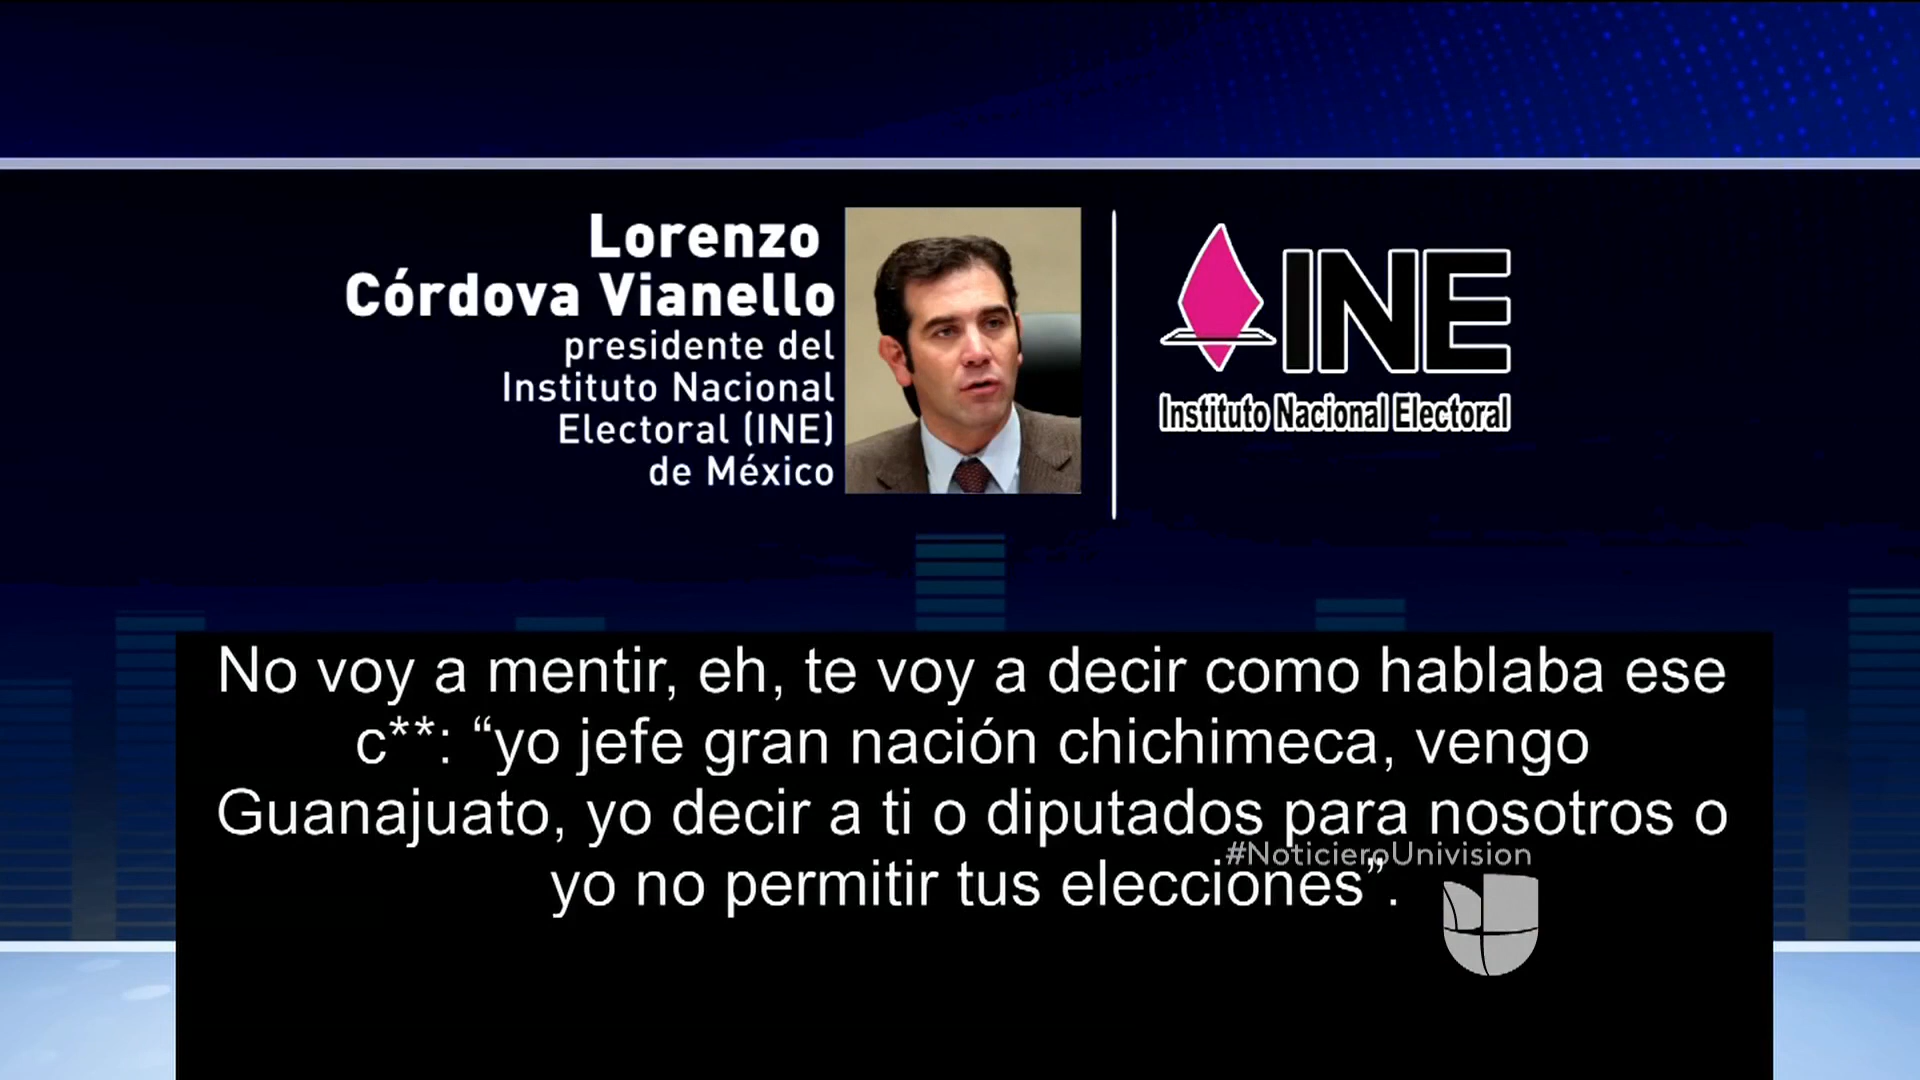 Lorenzo
Córdova Vianello
presidente del
Instituto Nacional
Electoral (INE)
de México
INE
Instituto Nacional Electoral
No voy a mentir, eh, te voy a decir como hablaba ese
c**: “yo jefe gran nación chichimeca, vengo
Guanajuato, yo decir a ti o diputados para nosotros o
yo no permitir tus elecciones”.
#NoticieroUnivision